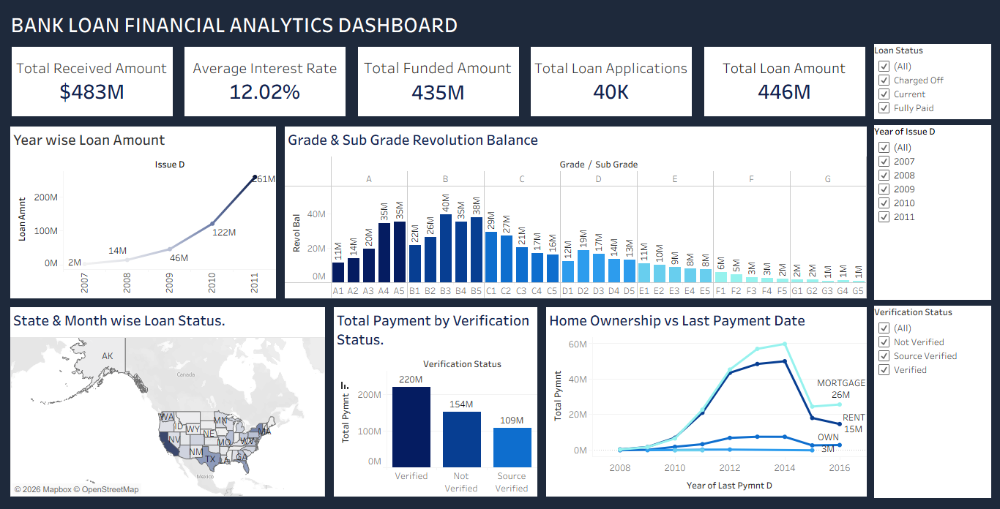 BANK LOAN FINANCIAL ANALYTICS DASHBOARD
Total Received Amount
$483M
Average Interest Rate
12.02%
Total Funded Amount
435M
Total Loan Applications
40K
Total Loan Amount
446M
Loan Status
(All)
Charged Off
Current
Fully Paid
Year wise Loan Amount
Issue D
Loan Amnt
200M
100M
0M
2M
14M
46M
122M
261M
2007
2008
2009
2010
2011
Grade & Sub Grade Revolution Balance
Grade / Sub Grade
A B C D E F G
Revol Bal
40M
20M
0M
11M 14M 20M 35M 35M 22M 26M 40M 35M 38M 29M 27M 21M 17M 16M 12M 19M 17M 14M 13M 11M 10M 9M 8M 8M 6M 5M 3M 3M 2M 2M 2M 1M 1M 1M
A1 A2 A3 A4 A5 B1 B2 B3 B4 B5 C1 C2 C3 C4 C5 D1 D2 D3 D4 D5 E1 E2 E3 E4 E5 F1 F2 F3 F4 F5 G1 G2 G3 G4 G5
Year of Issue D
(All)
2007
2008
2009
2010
2011
State & Month wise Loan Status.
AK
Canada
WA
ID
WY
MN
MA
NV
NE
MO
WV
NM
TX
LA
GA
Mexico
© 2026 Mapbox © OpenStreetMap
Total Payment by Verification
Status.
Verification Status
Total Pymnt
200M
100M
0M
220M
154M
109M
Verified
Not
Verified
Source
Verified
Home Ownership vs Last Payment Date
Total Pymnt
60M
40M
20M
0M
MORTGAGE
26M
RENT
15M
OWN
3M
2008 2010 2012 2014 2016
Year of Last Pymnt D
Verification Status
(All)
Not Verified
Source Verified
Verified